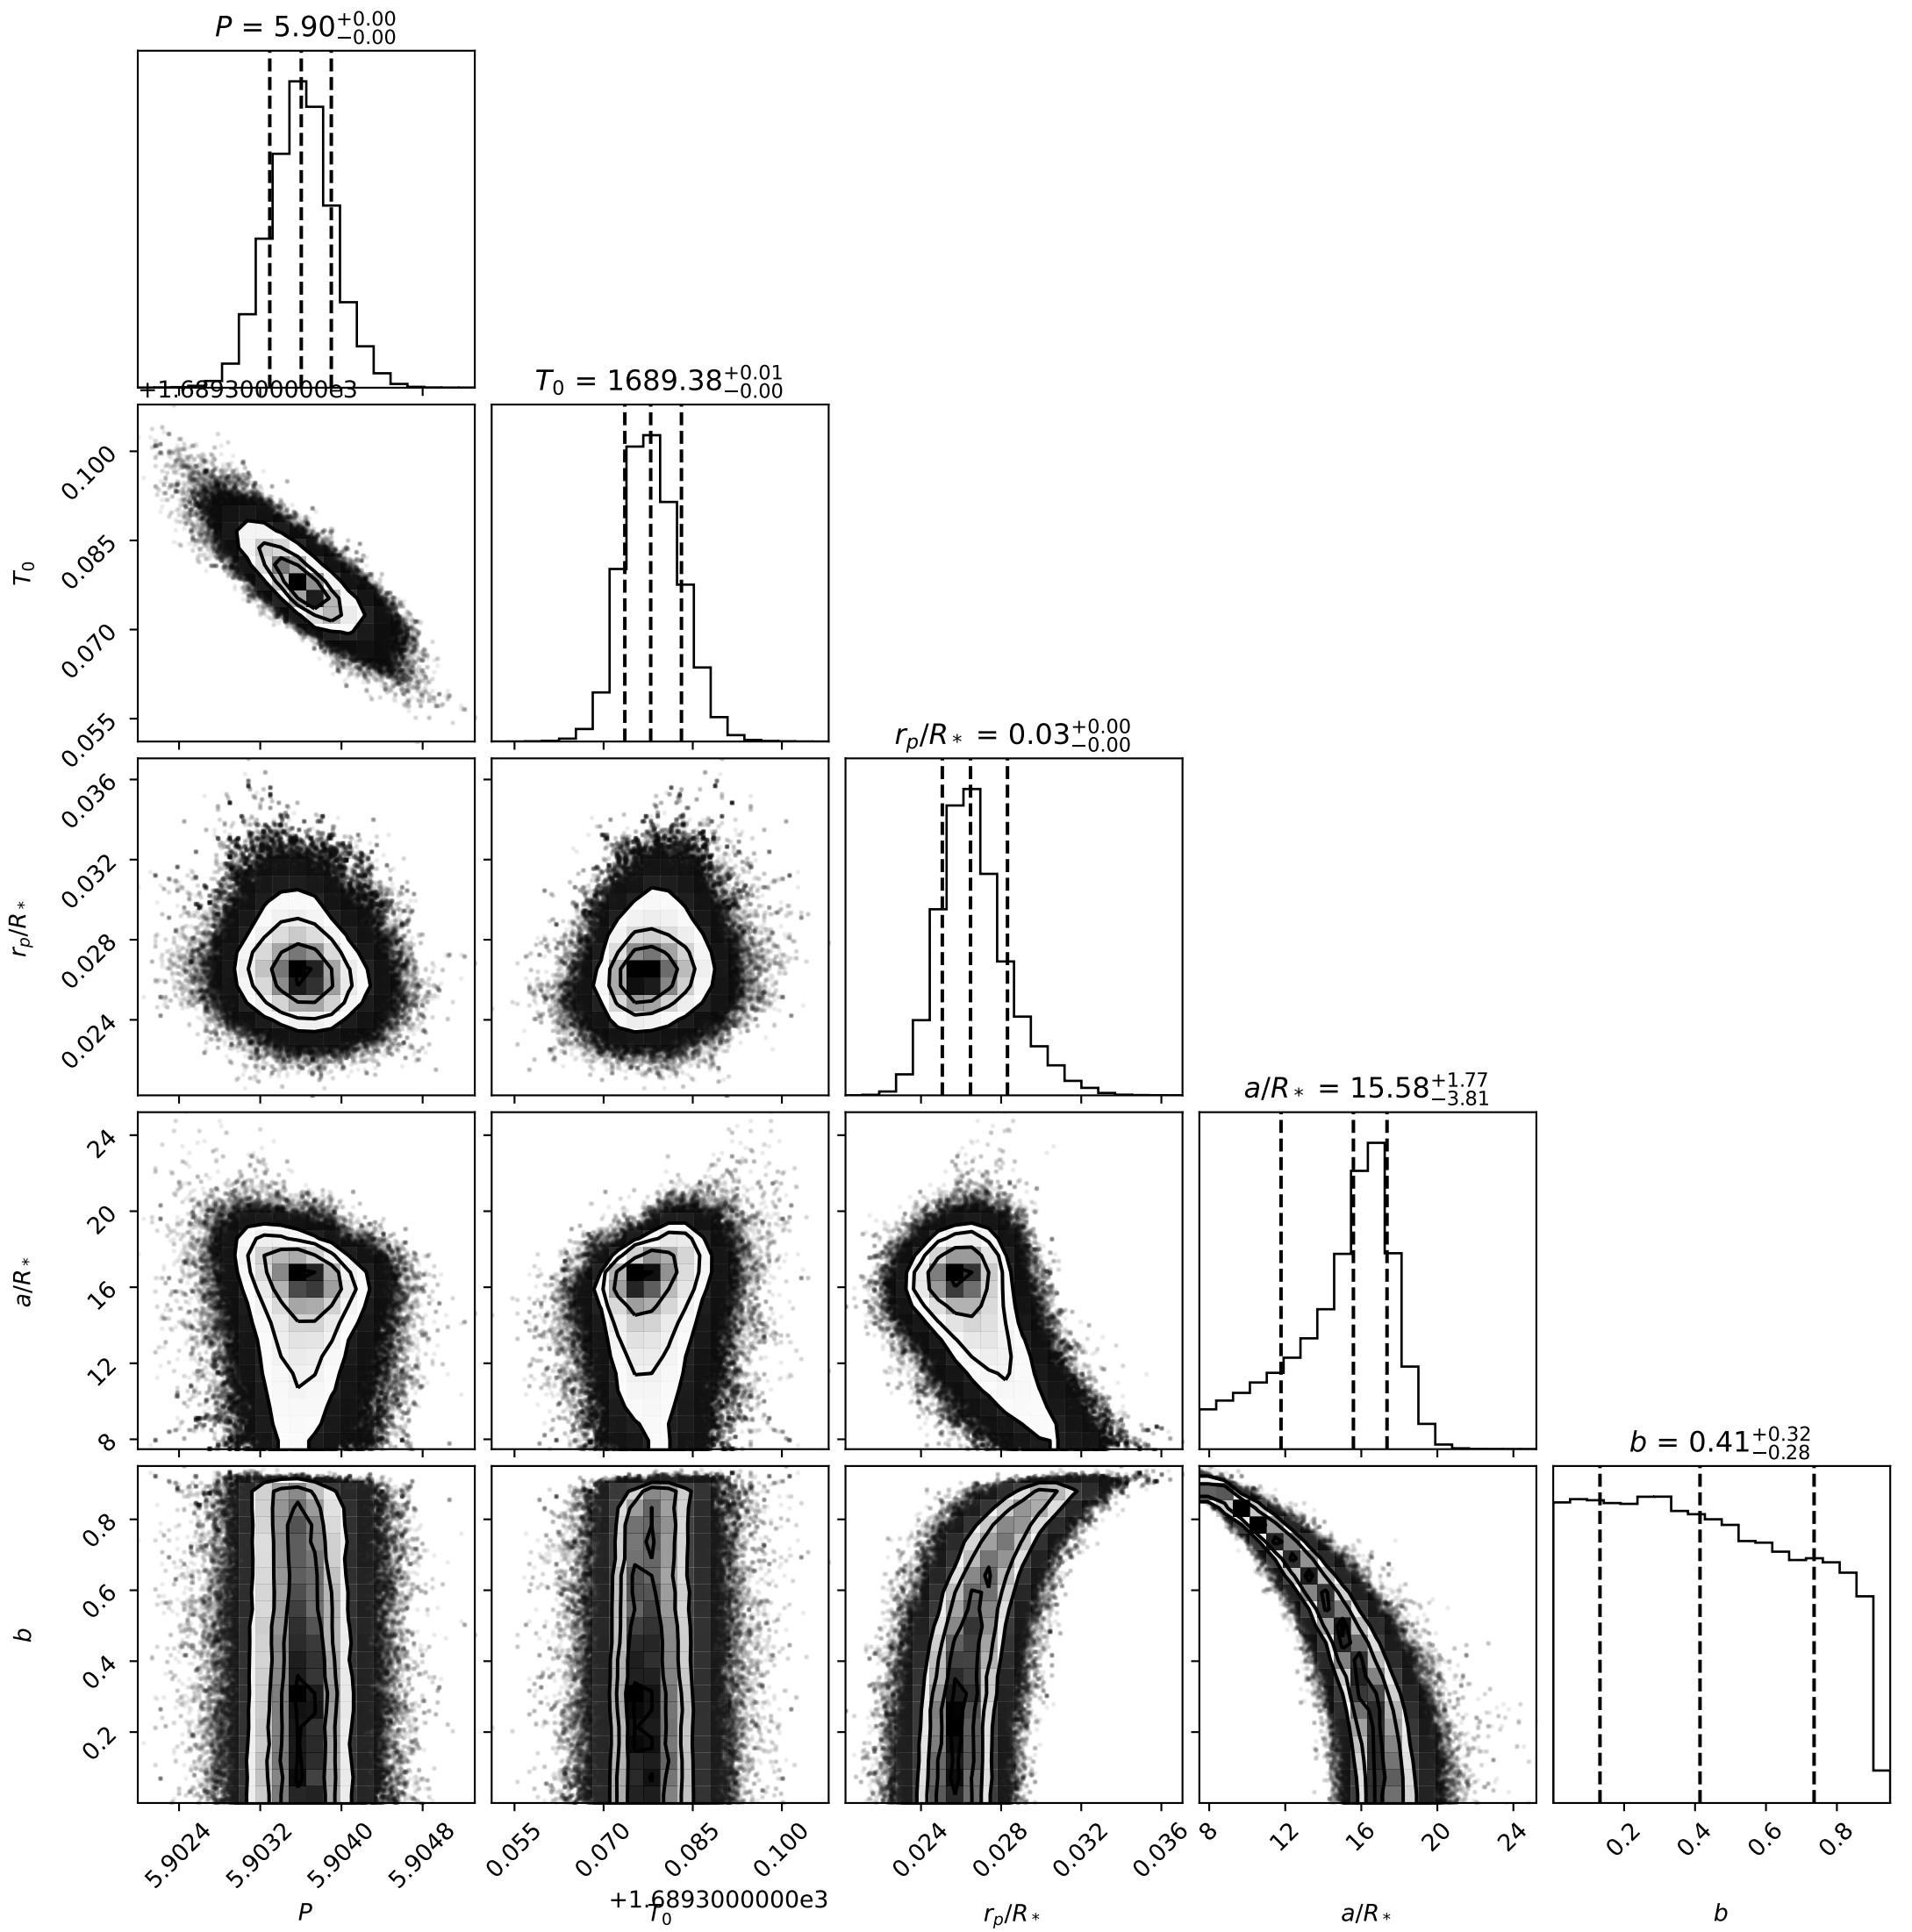 P = 5.90+0.00 −0.00
+1.6893000000e3
T0 = 1689.38+0.01 −0.00
0.100
0.085
0.070
0.055
T0
rp/R* = 0.03+0.00 −0.00
0.036
0.032
0.028
0.024
rp/R*
a/R* = 15.58+1.77 −3.81
24
20
16
12
8
a/R*
b = 0.41+0.32 −0.28
0.8
0.6
0.4
0.2
b
5.9024 5.9032 5.9040 5.9048 0.055 0.070 0.085 0.100 0.024 0.028 0.032 0.036 8 12 16 20 24 0.2 0.4 0.6 0.8
+1.6893000000e3
P T0 rp/R* a/R* b